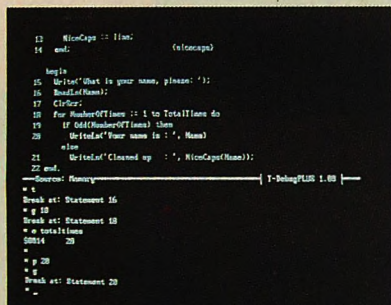 13 NiceCaps := line;
14 end; {nicecaps}
begin
15 Write('What is your name, please: ');
16 ReadLn(Name);
17 ClrScr;
18 for NumberOfTimes := 1 to TotalTimes do
19 if Odd(NumberOfTimes) then
20 WriteLn('Your name is : ', Name)
else
21 WriteLn('Cleaned up : ', NiceCaps(Name));
22 end.
Source: Memory T-DebugPLUS 1.00
* t
Break at: Statement 16
* g 18
Break at: Statement 18
* e totaltimes
$0014 20
*
* p 20
* g
Break at: Statement 20
* _